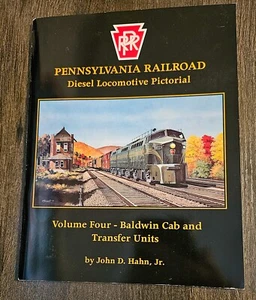 PRR
PENNSYLVANIA RAILROAD
Diesel Locomotive Pictorial
Volume Four - Baldwin Cab and
Transfer Units
by John D. Hahn, Jr.